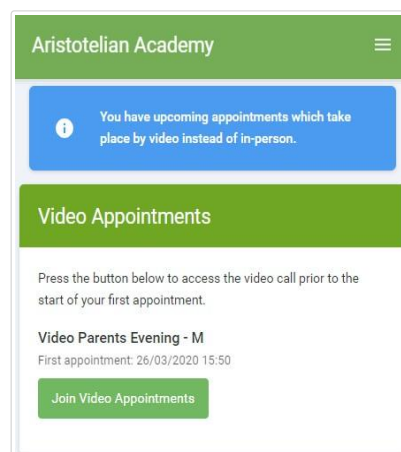 Aristotelian Academy
You have upcoming appointments which take
place by video instead of in-person.
Video Appointments
Press the button below to access the video call prior to the
start of your first appointment.
Video Parents Evening - M
First appointment: 26/03/2020 15:50
Join Video Appointments